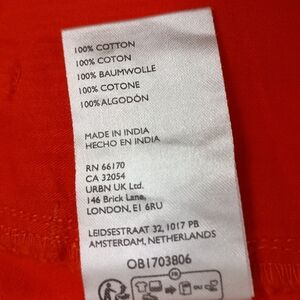 100% COTTON
100% COTON
100% BAUMWOLLE
100% COTONE
100% ALGODÓN
MADE IN INDIA
HECHO EN INDIA
RN 66170
CA 32054
URBN UK Ltd.
146 Brick Lane,
LONDON, E1 6RU
LEIDSESTRAAT 32, 1017 PB
AMSTERDAM, NETHERLANDS
OB1703806
FR